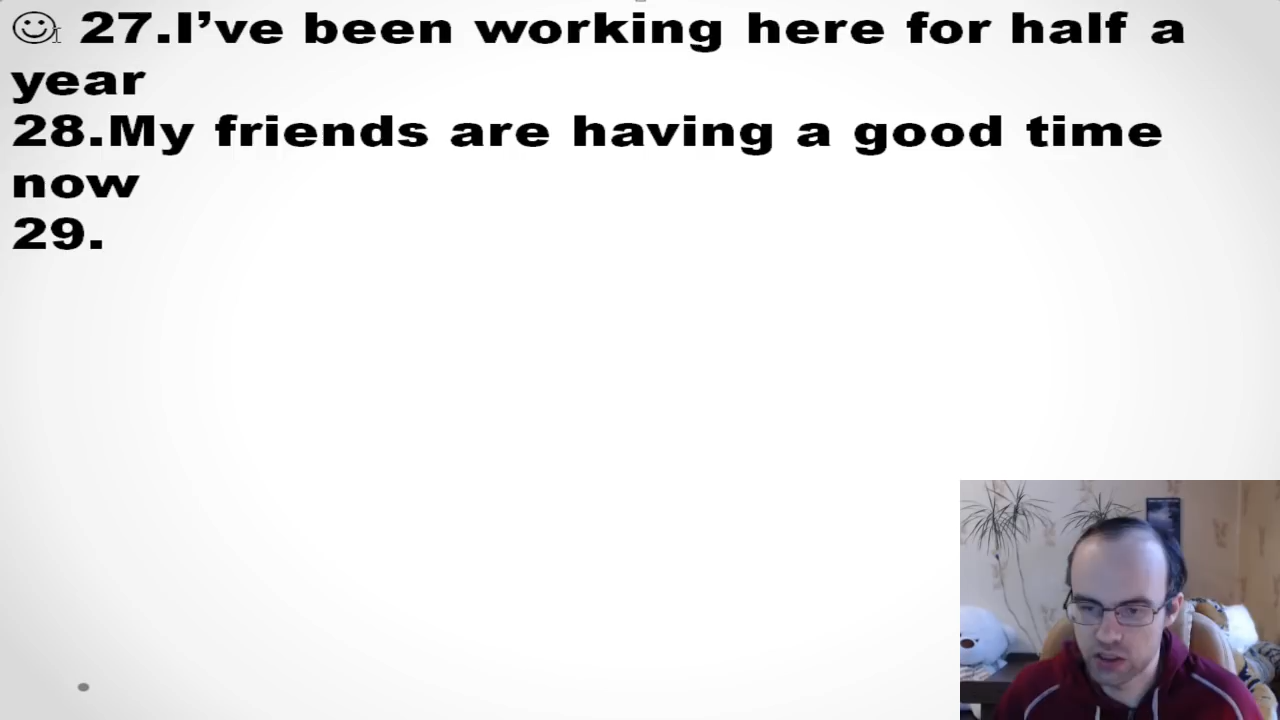 ☺ 27.I’ve been working here for half a
year
28.My friends are having a good time
now
29.